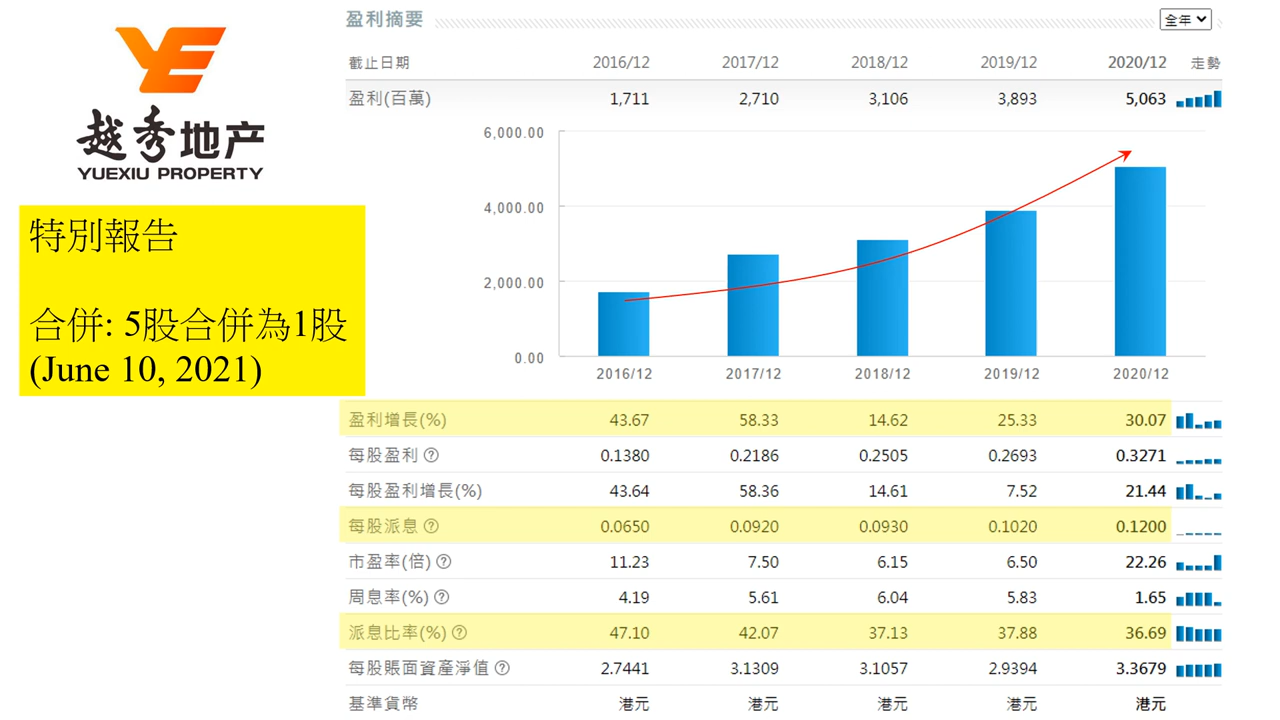 越秀地产
YUEXIU PROPERTY
特別報告
合併: 5股合併為1股
(June 10, 2021)
盈利摘要
全年
截止日期 2016/12 2017/12 2018/12 2019/12 2020/12 走勢
盈利(百萬) 1,711 2,710 3,106 3,893 5,063
6,000.00
4,000.00
2,000.00
0.00
2016/12 2017/12 2018/12 2019/12 2020/12
盈利增長(%) 43.67 58.33 14.62 25.33 30.07
每股盈利 0.1380 0.2186 0.2505 0.2693 0.3271
每股盈利增長(%) 43.64 58.36 14.61 7.52 21.44
每股派息 0.0650 0.0920 0.0930 0.1020 0.1200
市盈率(倍) 11.23 7.50 6.15 6.50 22.26
周息率(%) 4.19 5.61 6.04 5.83 1.65
派息比率(%) 47.10 42.07 37.13 37.88 36.69
每股賬面資產淨值 2.7441 3.1309 3.1057 2.9394 3.3679
基準貨幣 港元 港元 港元 港元 港元